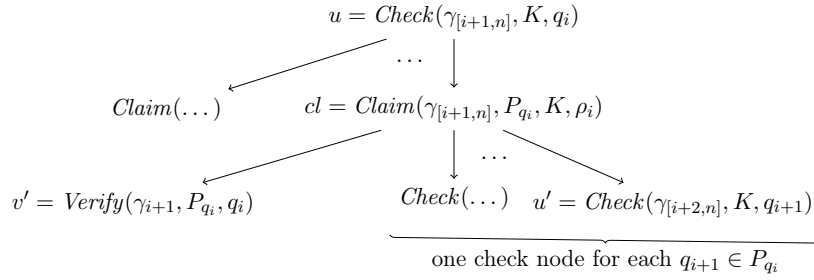 u = Check(γ[i+1,n], K, qi)
...
Claim(...) cl = Claim(γ[i+1,n], Pqi, K, ρi)
...
v′ = Verify(γi+1, Pqi, qi) Check(...) u′ = Check(γ[i+2,n], K, qi+1)
one check node for each qi+1 ∈ Pqi